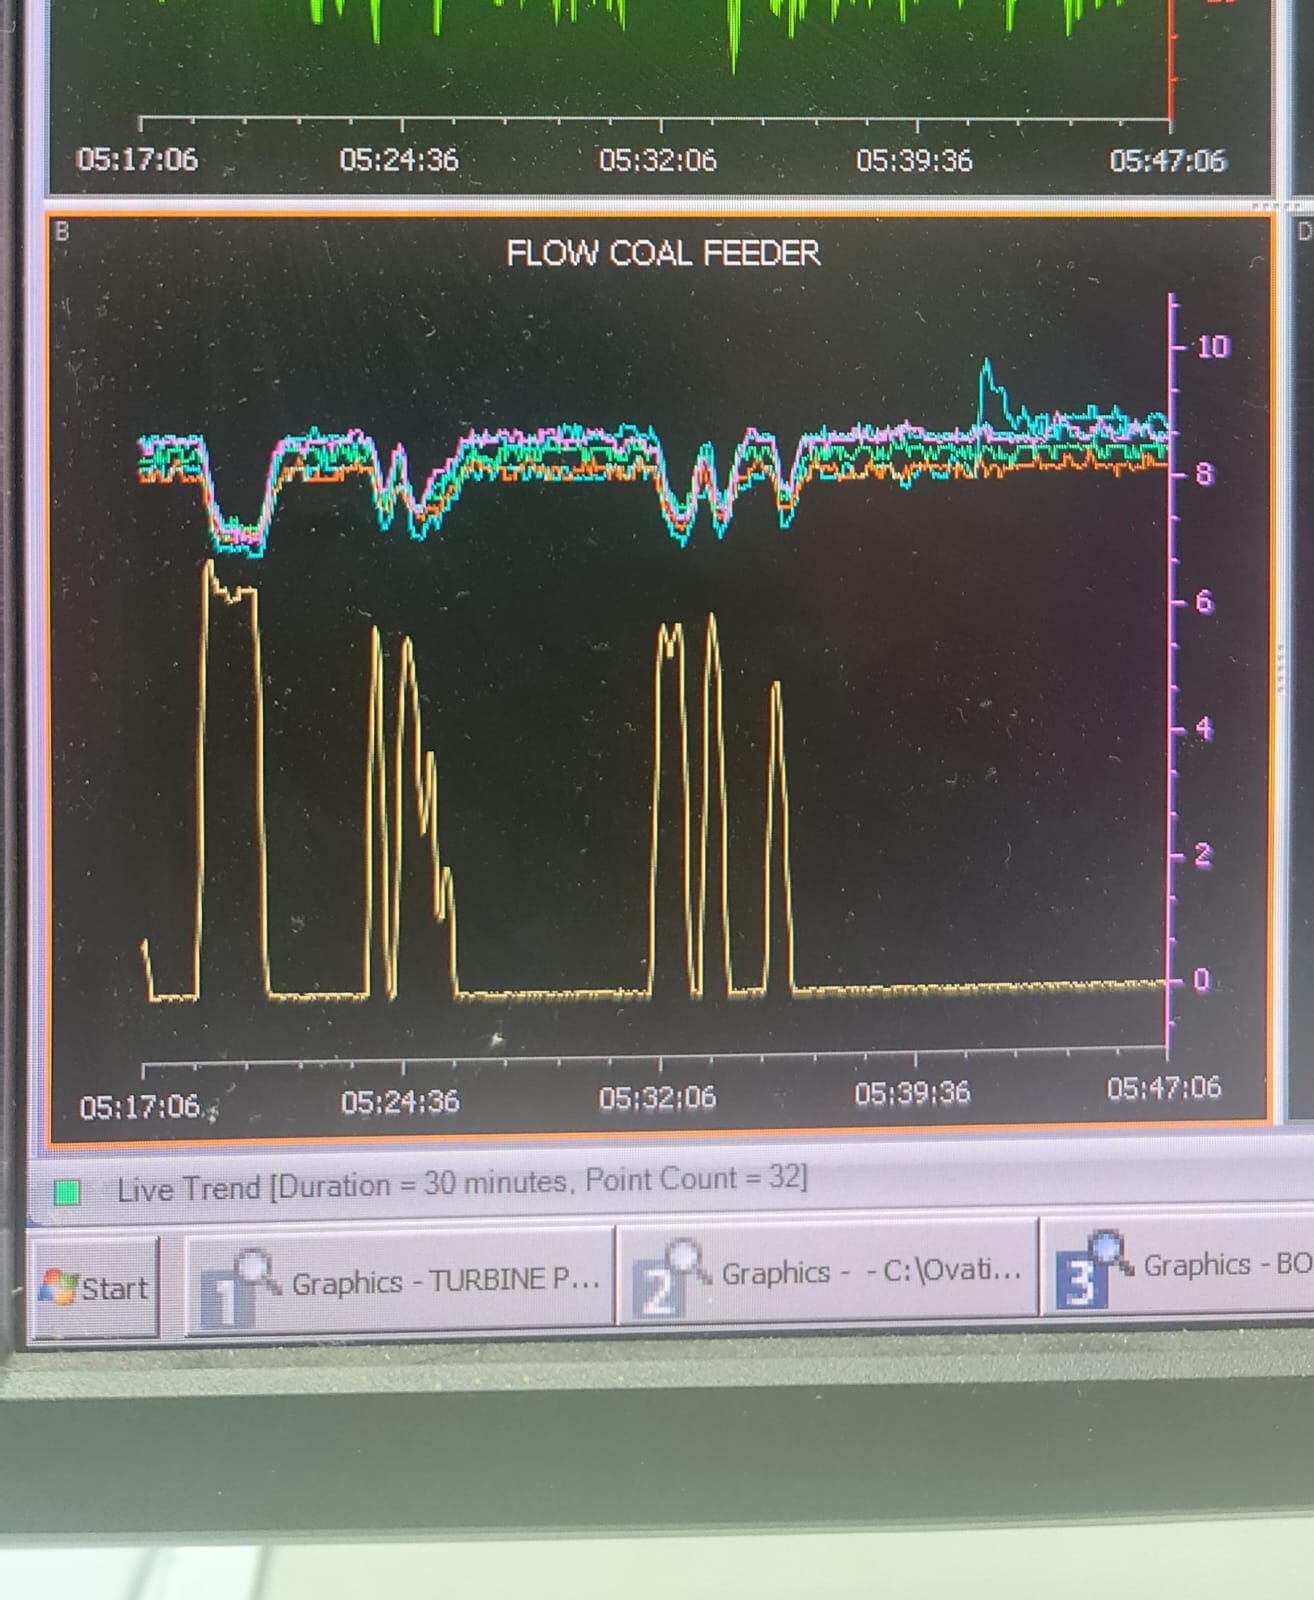 05:17:06 05:24:36 05:32:06 05:39:36 05:47:06
B
D
FLOW COAL FEEDER
10
8
6
4
2
0
05:17:06 05:24:36 05:32:06 05:39:36 05:47:06
Live Trend [Duration = 30 minutes, Point Count = 32]
Start 1 Graphics - TURBINE P... 2 Graphics - - C:\Ovati... 3 Graphics - BO